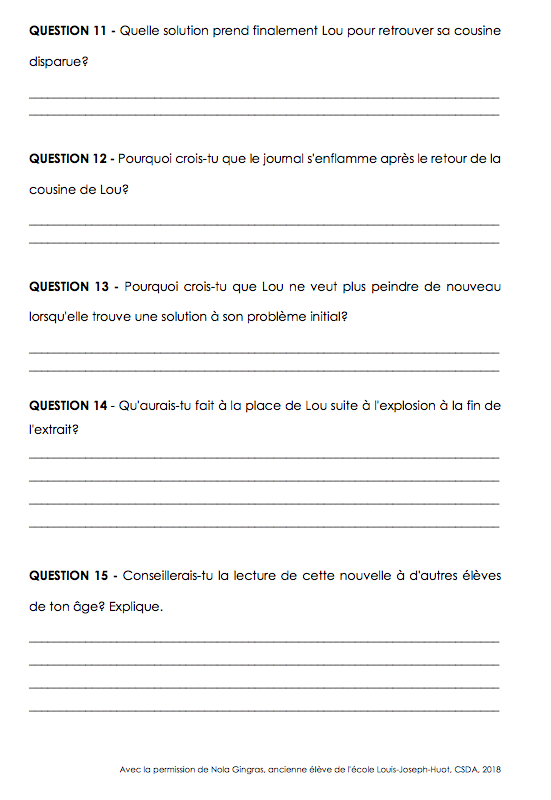 QUESTION 11 - Quelle solution prend finalement Lou pour retrouver sa cousine
disparue?
QUESTION 12 - Pourquoi crois-tu que le journal s'enflamme après le retour de la
cousine de Lou?
QUESTION 13 - Pourquoi crois-tu que Lou ne veut plus peindre de nouveau
lorsqu'elle trouve une solution à son problème initial?
QUESTION 14 - Qu'aurais-tu fait à la place de Lou suite à l'explosion à la fin de
l'extrait?
QUESTION 15 - Conseillerais-tu la lecture de cette nouvelle à d'autres élèves
de ton âge? Explique.
Avec la permission de Nola Gingras, ancienne élève de l'école Louis-Joseph-Huot, CSDA, 2018